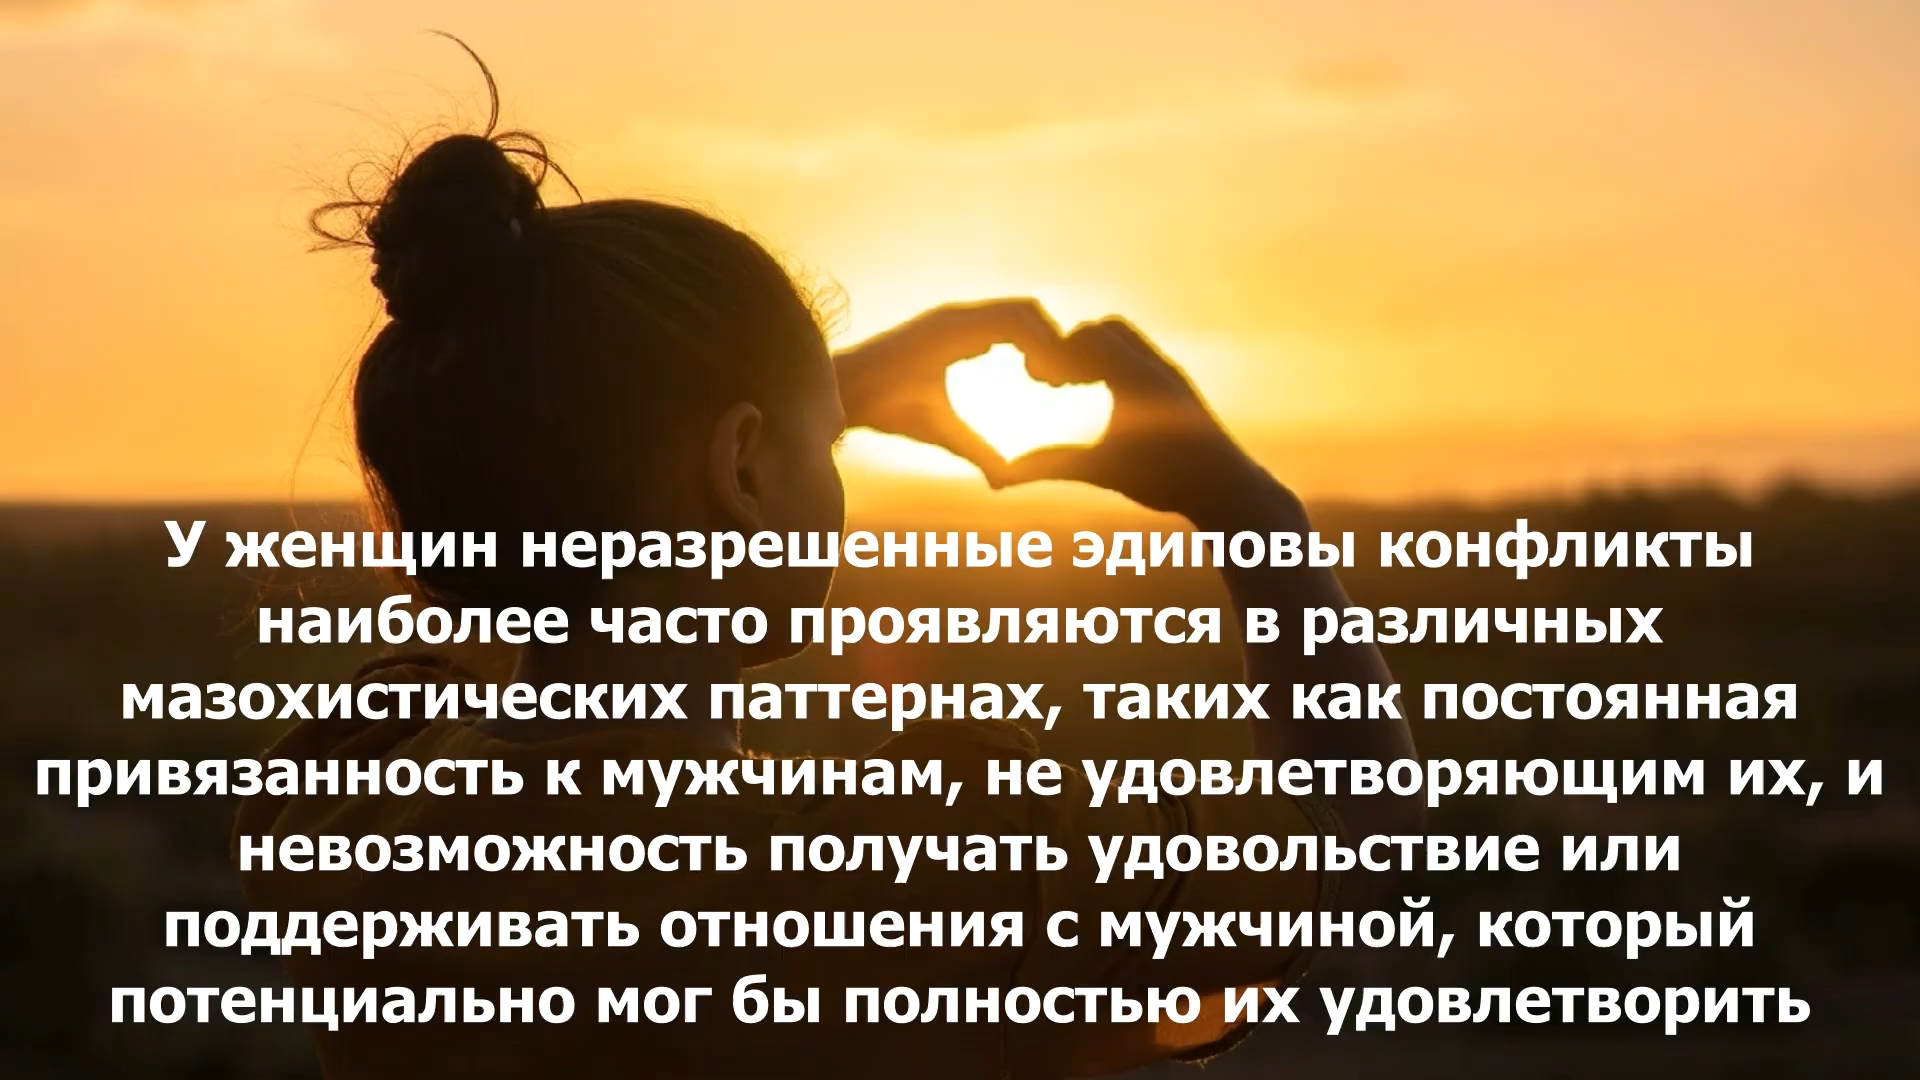 У женщин неразрешенные эдиповы конфликты
наиболее часто проявляются в различных
мазохистических паттернах, таких как постоянная
привязанность к мужчинам, не удовлетворяющим их, и
невозможность получать удовольствие или
поддерживать отношения с мужчиной, который
потенциально мог бы полностью их удовлетворить